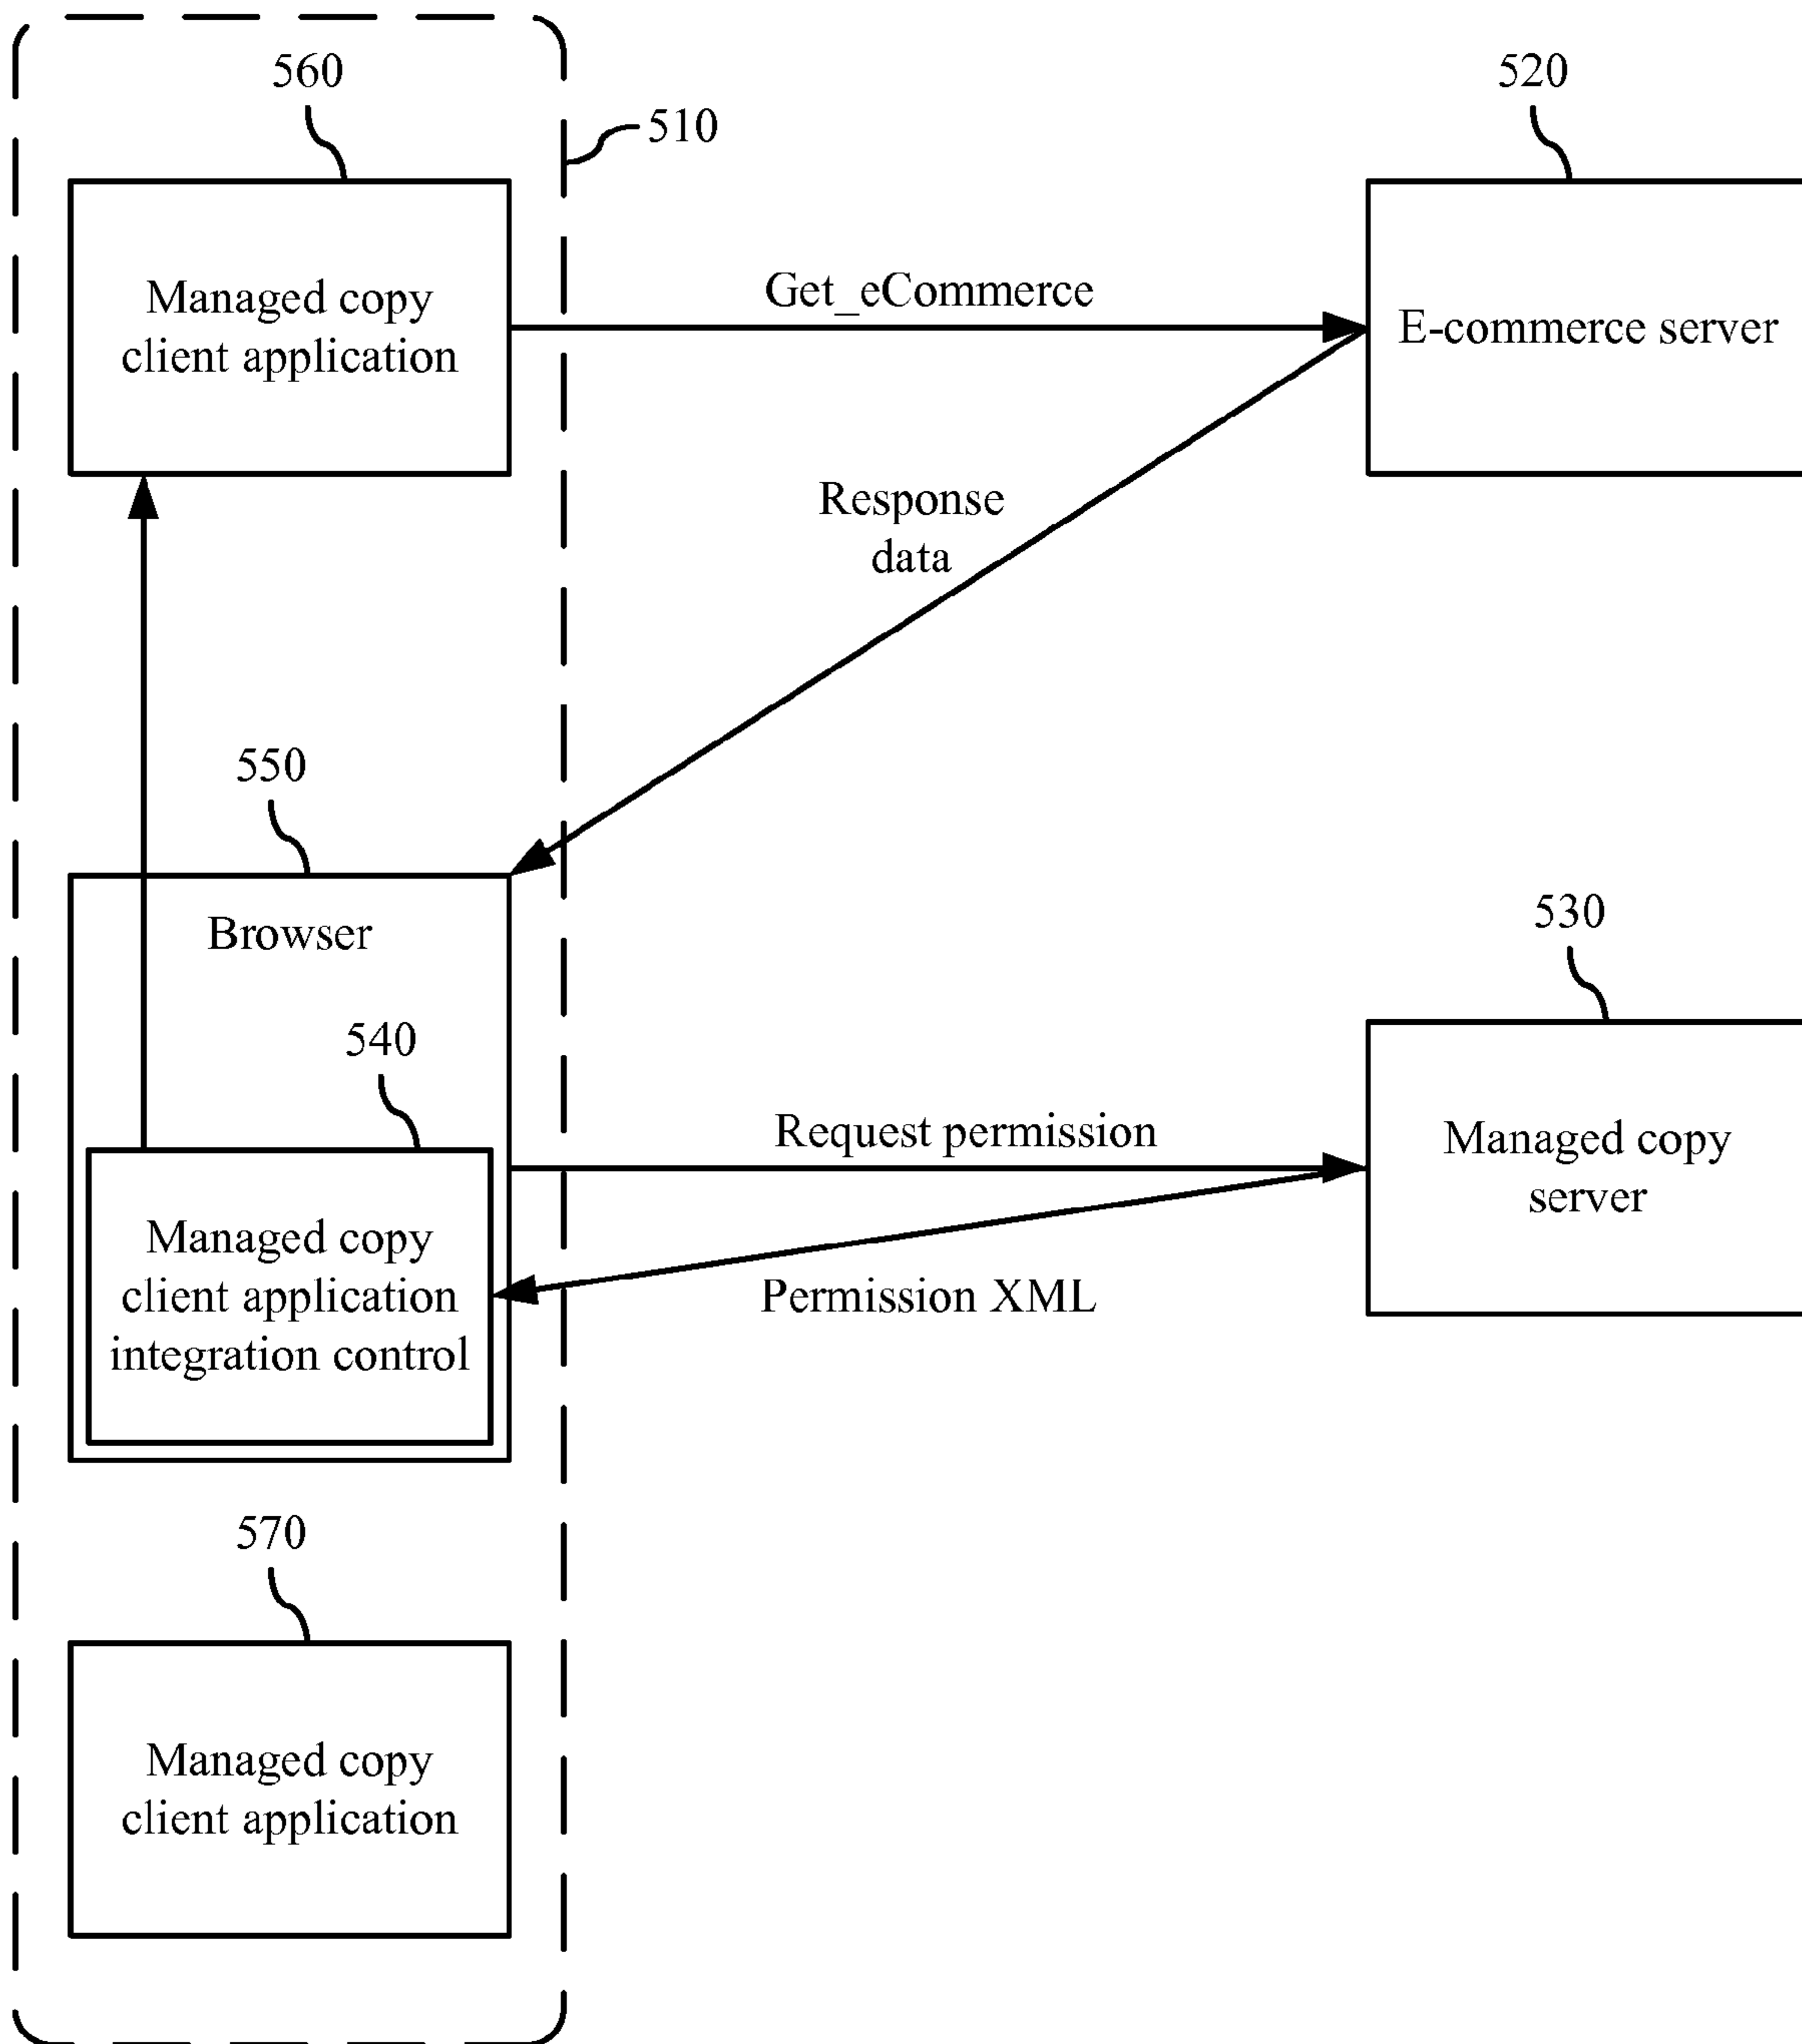 560
520
510
Managed copy
client application
Get_eCommerce
E-commerce server
Response
data
550
Browser
530
540
Request permission
Managed copy
server
Managed copy
client application
integration control
Permission XML
570
Managed copy
client application